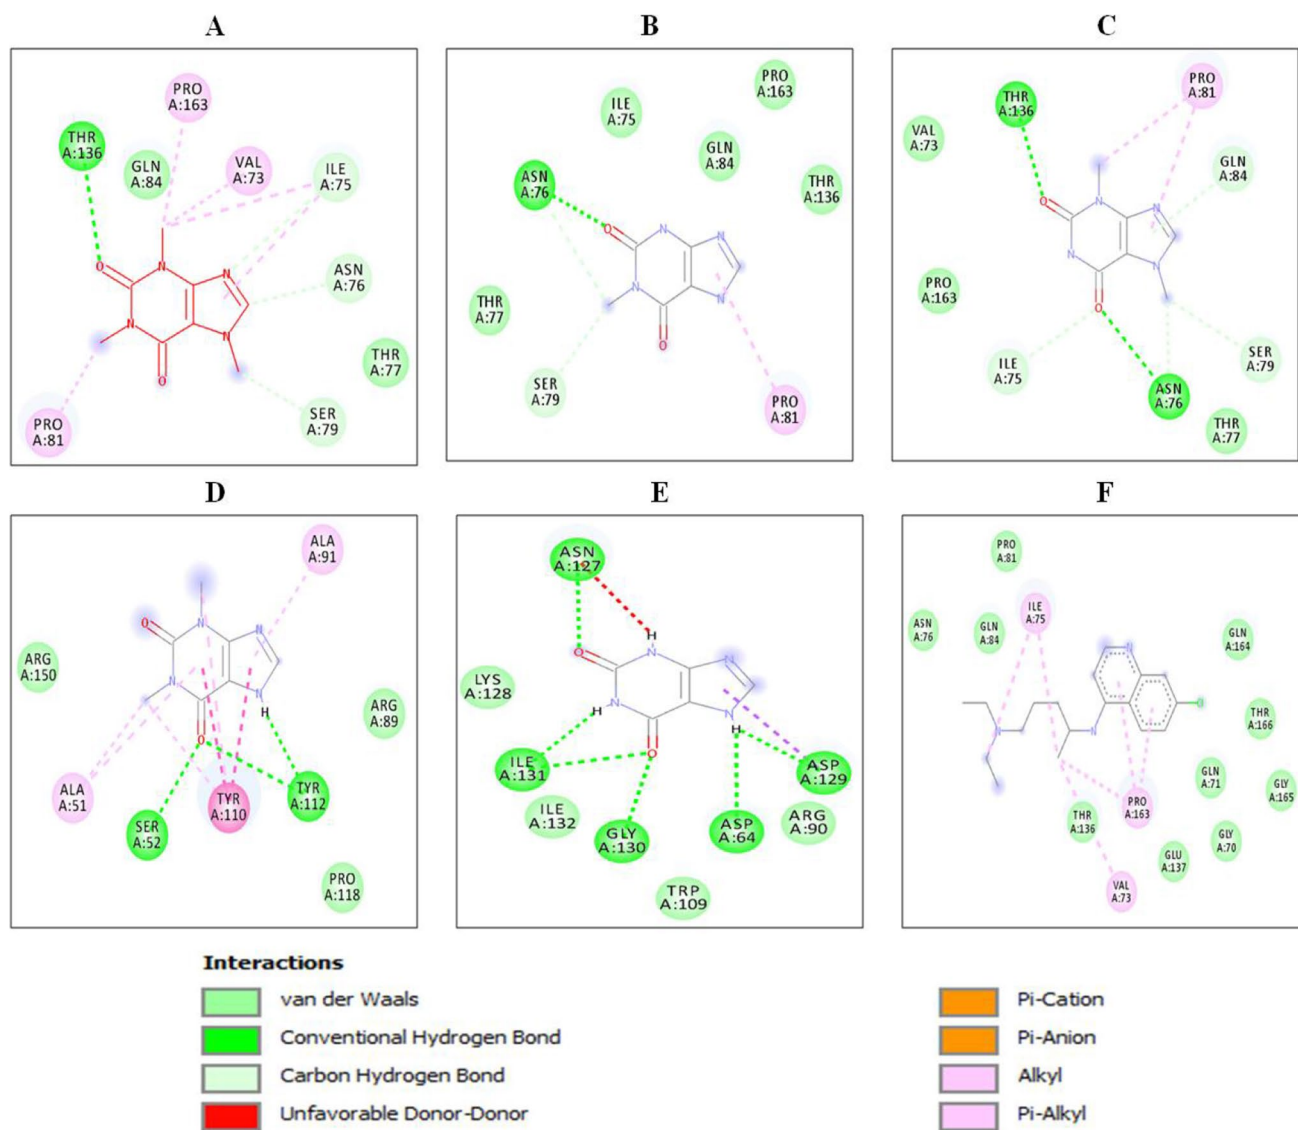 A
B
C
PRO
A:163
THR
A:136
GLN
A:84
VAL
A:73
ILE
A:75
ASN
A:76
THR
A:77
SER
A:79
PRO
A:81
O
N
N
N
N
O
ILE
A:75
PRO
A:163
GLN
A:84
ASN
A:76
THR
A:136
THR
A:77
SER
A:79
PRO
A:81
O
N
N
N
N
O
THR
A:136
PRO
A:81
VAL
A:73
GLN
A:84
PRO
A:163
ILE
A:75
ASN
A:76
SER
A:79
THR
A:77
O
N
N
N
N
O
D
E
F
ALA
A:91
ARG
A:150
ARG
A:89
ALA
A:51
SER
A:52
TYR
A:110
TYR
A:112
PRO
A:118
O
N
N
N
N
H
O
ASN
A:127
LYS
A:128
ILE
A:131
ILE
A:132
GLY
A:130
ASP
A:64
ASP
A:129
ARG
A:90
TRP
A:109
H
O
N
N
H
N
N
H
O
PRO
A:81
ILE
A:75
ASN
A:76
GLN
A:84
GLN
A:164
THR
A:166
GLN
A:71
GLY
A:165
PRO
A:163
THR
A:136
GLU
A:137
GLY
A:70
VAL
A:73
N
N
N
Interactions
van der Waals
Conventional Hydrogen Bond
Carbon Hydrogen Bond
Unfavorable Donor-Donor
Pi-Cation
Pi-Anion
Alkyl
Pi-Alkyl